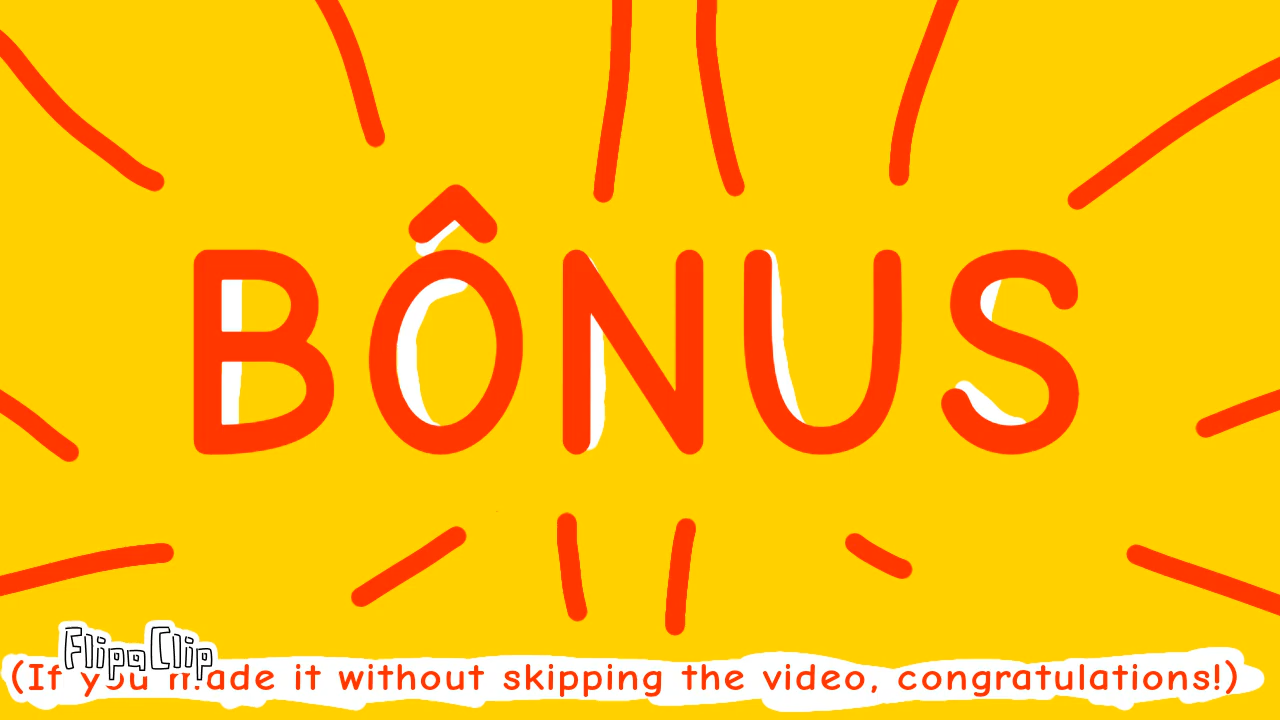 BÔNUS
FlipaClip
(If you made it without skipping the video, congratulations!)